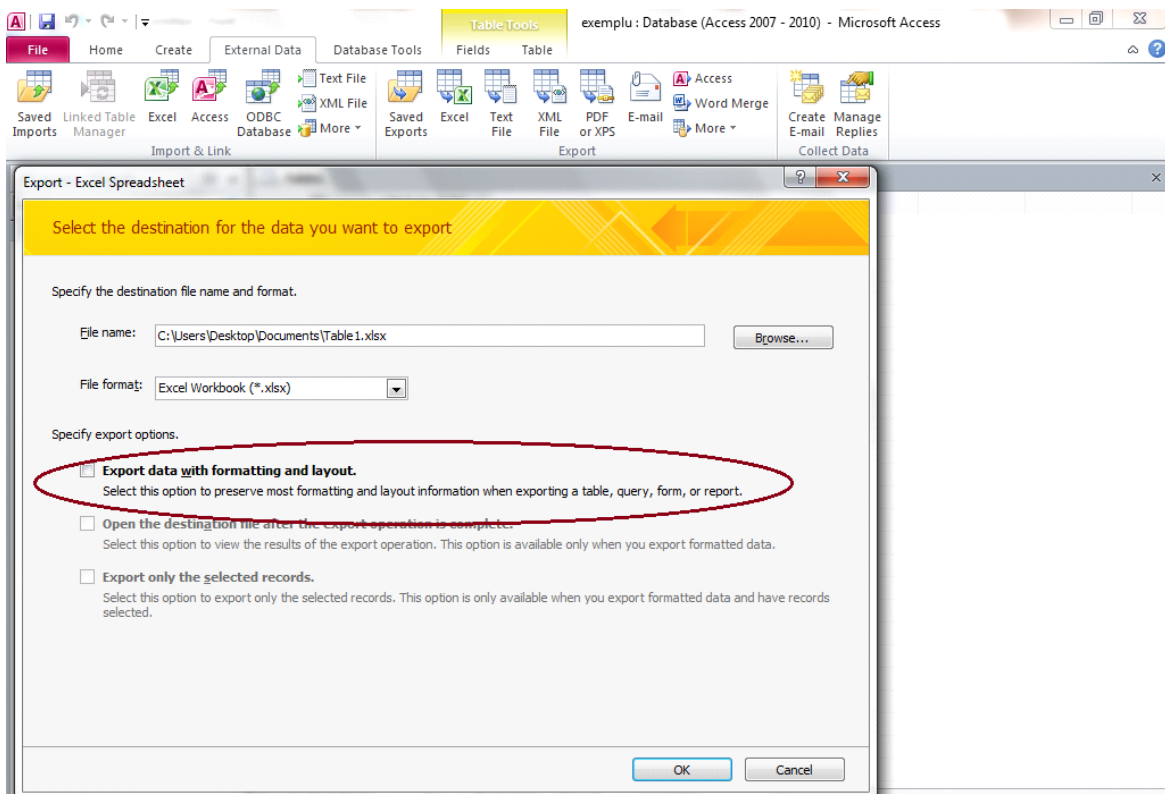 Table Tools
exemplu : Database (Access 2007 - 2010) - Microsoft Access
File Home Create External Data Database Tools Fields Table
Saved Imports
Linked Table Manager
Excel
Access
ODBC Database
Text File
XML File
More
Import & Link
Saved Exports
Excel
Text File
XML File
PDF or XPS
E-mail
Access
Word Merge
More
Export
Create E-mail
Manage Replies
Collect Data
Export - Excel Spreadsheet
Select the destination for the data you want to export
Specify the destination file name and format.
File name: C:\Users\Desktop\Documents\Table1.xlsx Browse...
File format: Excel Workbook (*.xlsx)
Specify export options.
Export data with formatting and layout.
Select this option to preserve most formatting and layout information when exporting a table, query, form, or report.
Open the destination file after the export operation is complete.
Select this option to view the results of the export operation. This option is available only when you export formatted data.
Export only the selected records.
Select this option to export only the selected records. This option is only available when you export formatted data and have records
selected.
OK Cancel